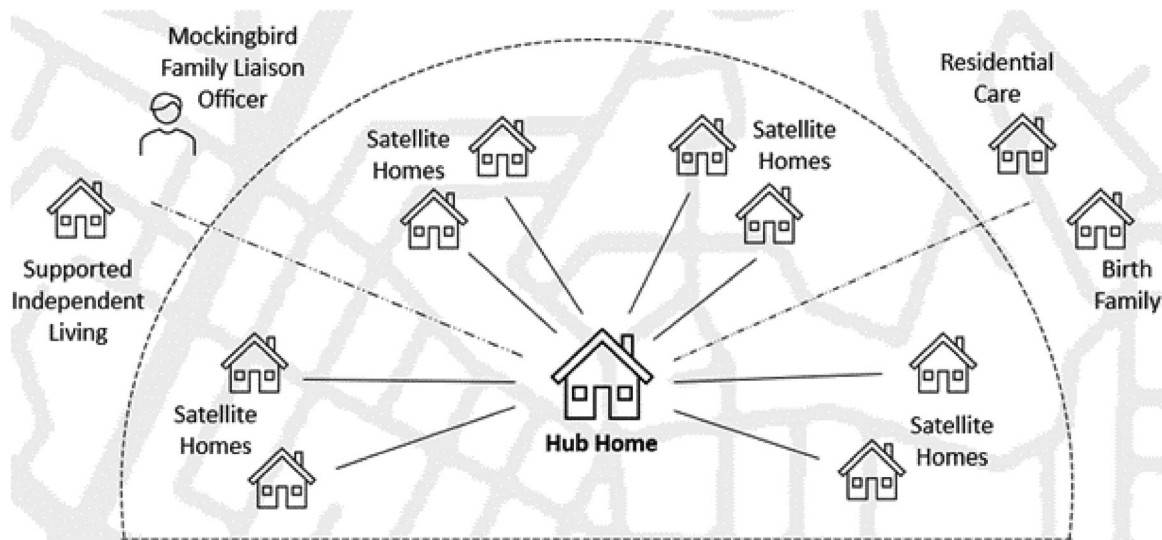 Mockingbird
Family Liaison
Officer
Residential
Care
Satellite
Homes
Satellite
Homes
Supported
Independent
Living
Birth
Family
Satellite
Homes
Hub Home
Satellite
Homes